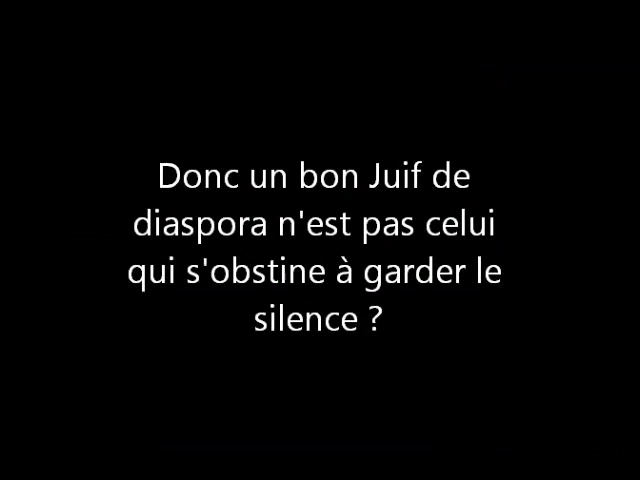 Donc un bon Juif de
diaspora n'est pas celui
qui s'obstine à garder le
silence ?